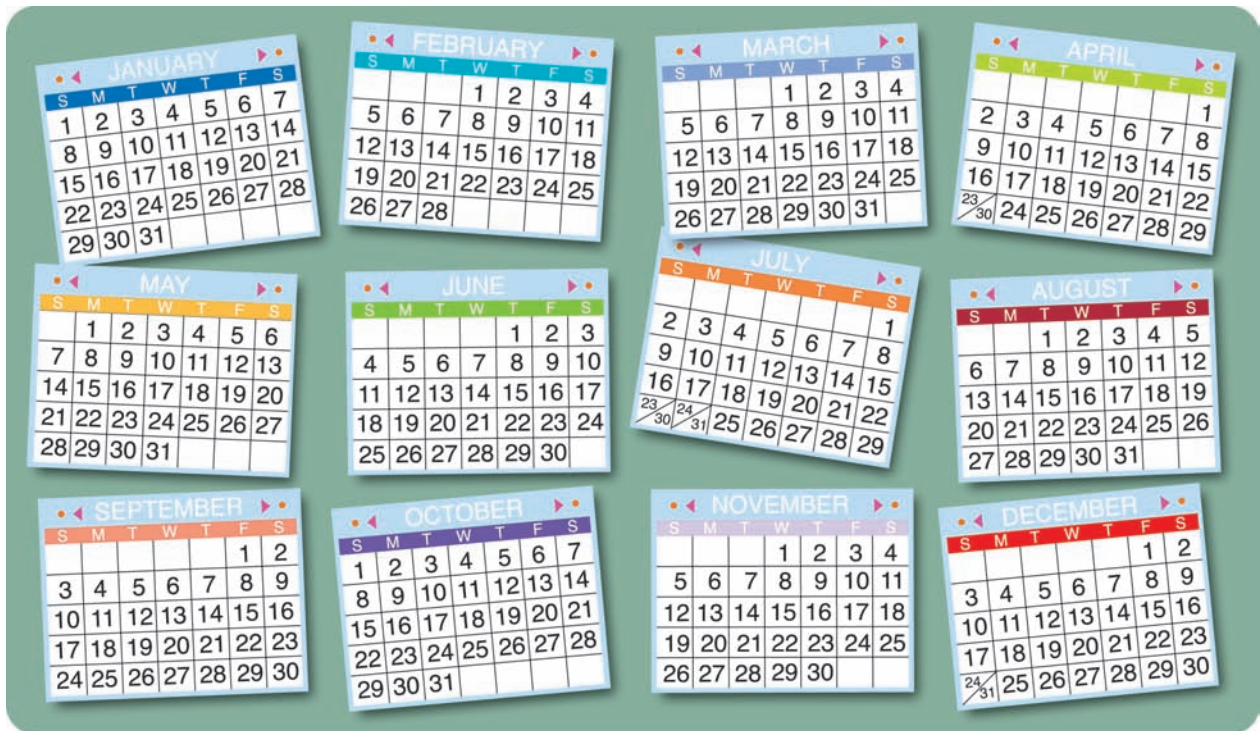 JANUARY
S M T W T F S
1 2 3 4 5 6 7
8 9 10 11 12 13 14
15 16 17 18 19 20 21
22 23 24 25 26 27 28
29 30 31
FEBRUARY
S M T W T F S
1 2 3 4
5 6 7 8 9 10 11
12 13 14 15 16 17 18
19 20 21 22 23 24 25
26 27 28
MARCH
S M T W T F S
1 2 3 4
5 6 7 8 9 10 11
12 13 14 15 16 17 18
19 20 21 22 23 24 25
26 27 28 29 30 31
APRIL
S M T W T F S
1
2 3 4 5 6 7 8
9 10 11 12 13 14 15
16 17 18 19 20 21 22
23/30 24 25 26 27 28 29
MAY
S M T W T F S
1 2 3 4 5 6
7 8 9 10 11 12 13
14 15 16 17 18 19 20
21 22 23 24 25 26 27
28 29 30 31
JUNE
S M T W T F S
1 2 3
4 5 6 7 8 9 10
11 12 13 14 15 16 17
18 19 20 21 22 23 24
25 26 27 28 29 30
JULY
S M T W T F S
1
2 3 4 5 6 7 8
9 10 11 12 13 14 15
16 17 18 19 20 21 22
23/30 24/31 25 26 27 28 29
AUGUST
S M T W T F S
1 2 3 4 5
6 7 8 9 10 11 12
13 14 15 16 17 18 19
20 21 22 23 24 25 26
27 28 29 30 31
SEPTEMBER
S M T W T F S
1 2
3 4 5 6 7 8 9
10 11 12 13 14 15 16
17 18 19 20 21 22 23
24 25 26 27 28 29 30
OCTOBER
S M T W T F S
1 2 3 4 5 6 7
8 9 10 11 12 13 14
15 16 17 18 19 20 21
22 23 24 25 26 27 28
29 30 31
NOVEMBER
S M T W T F S
1 2 3 4
5 6 7 8 9 10 11
12 13 14 15 16 17 18
19 20 21 22 23 24 25
26 27 28 29 30
DECEMBER
S M T W T F S
1 2
3 4 5 6 7 8 9
10 11 12 13 14 15 16
17 18 19 20 21 22 23
24/31 25 26 27 28 29 30